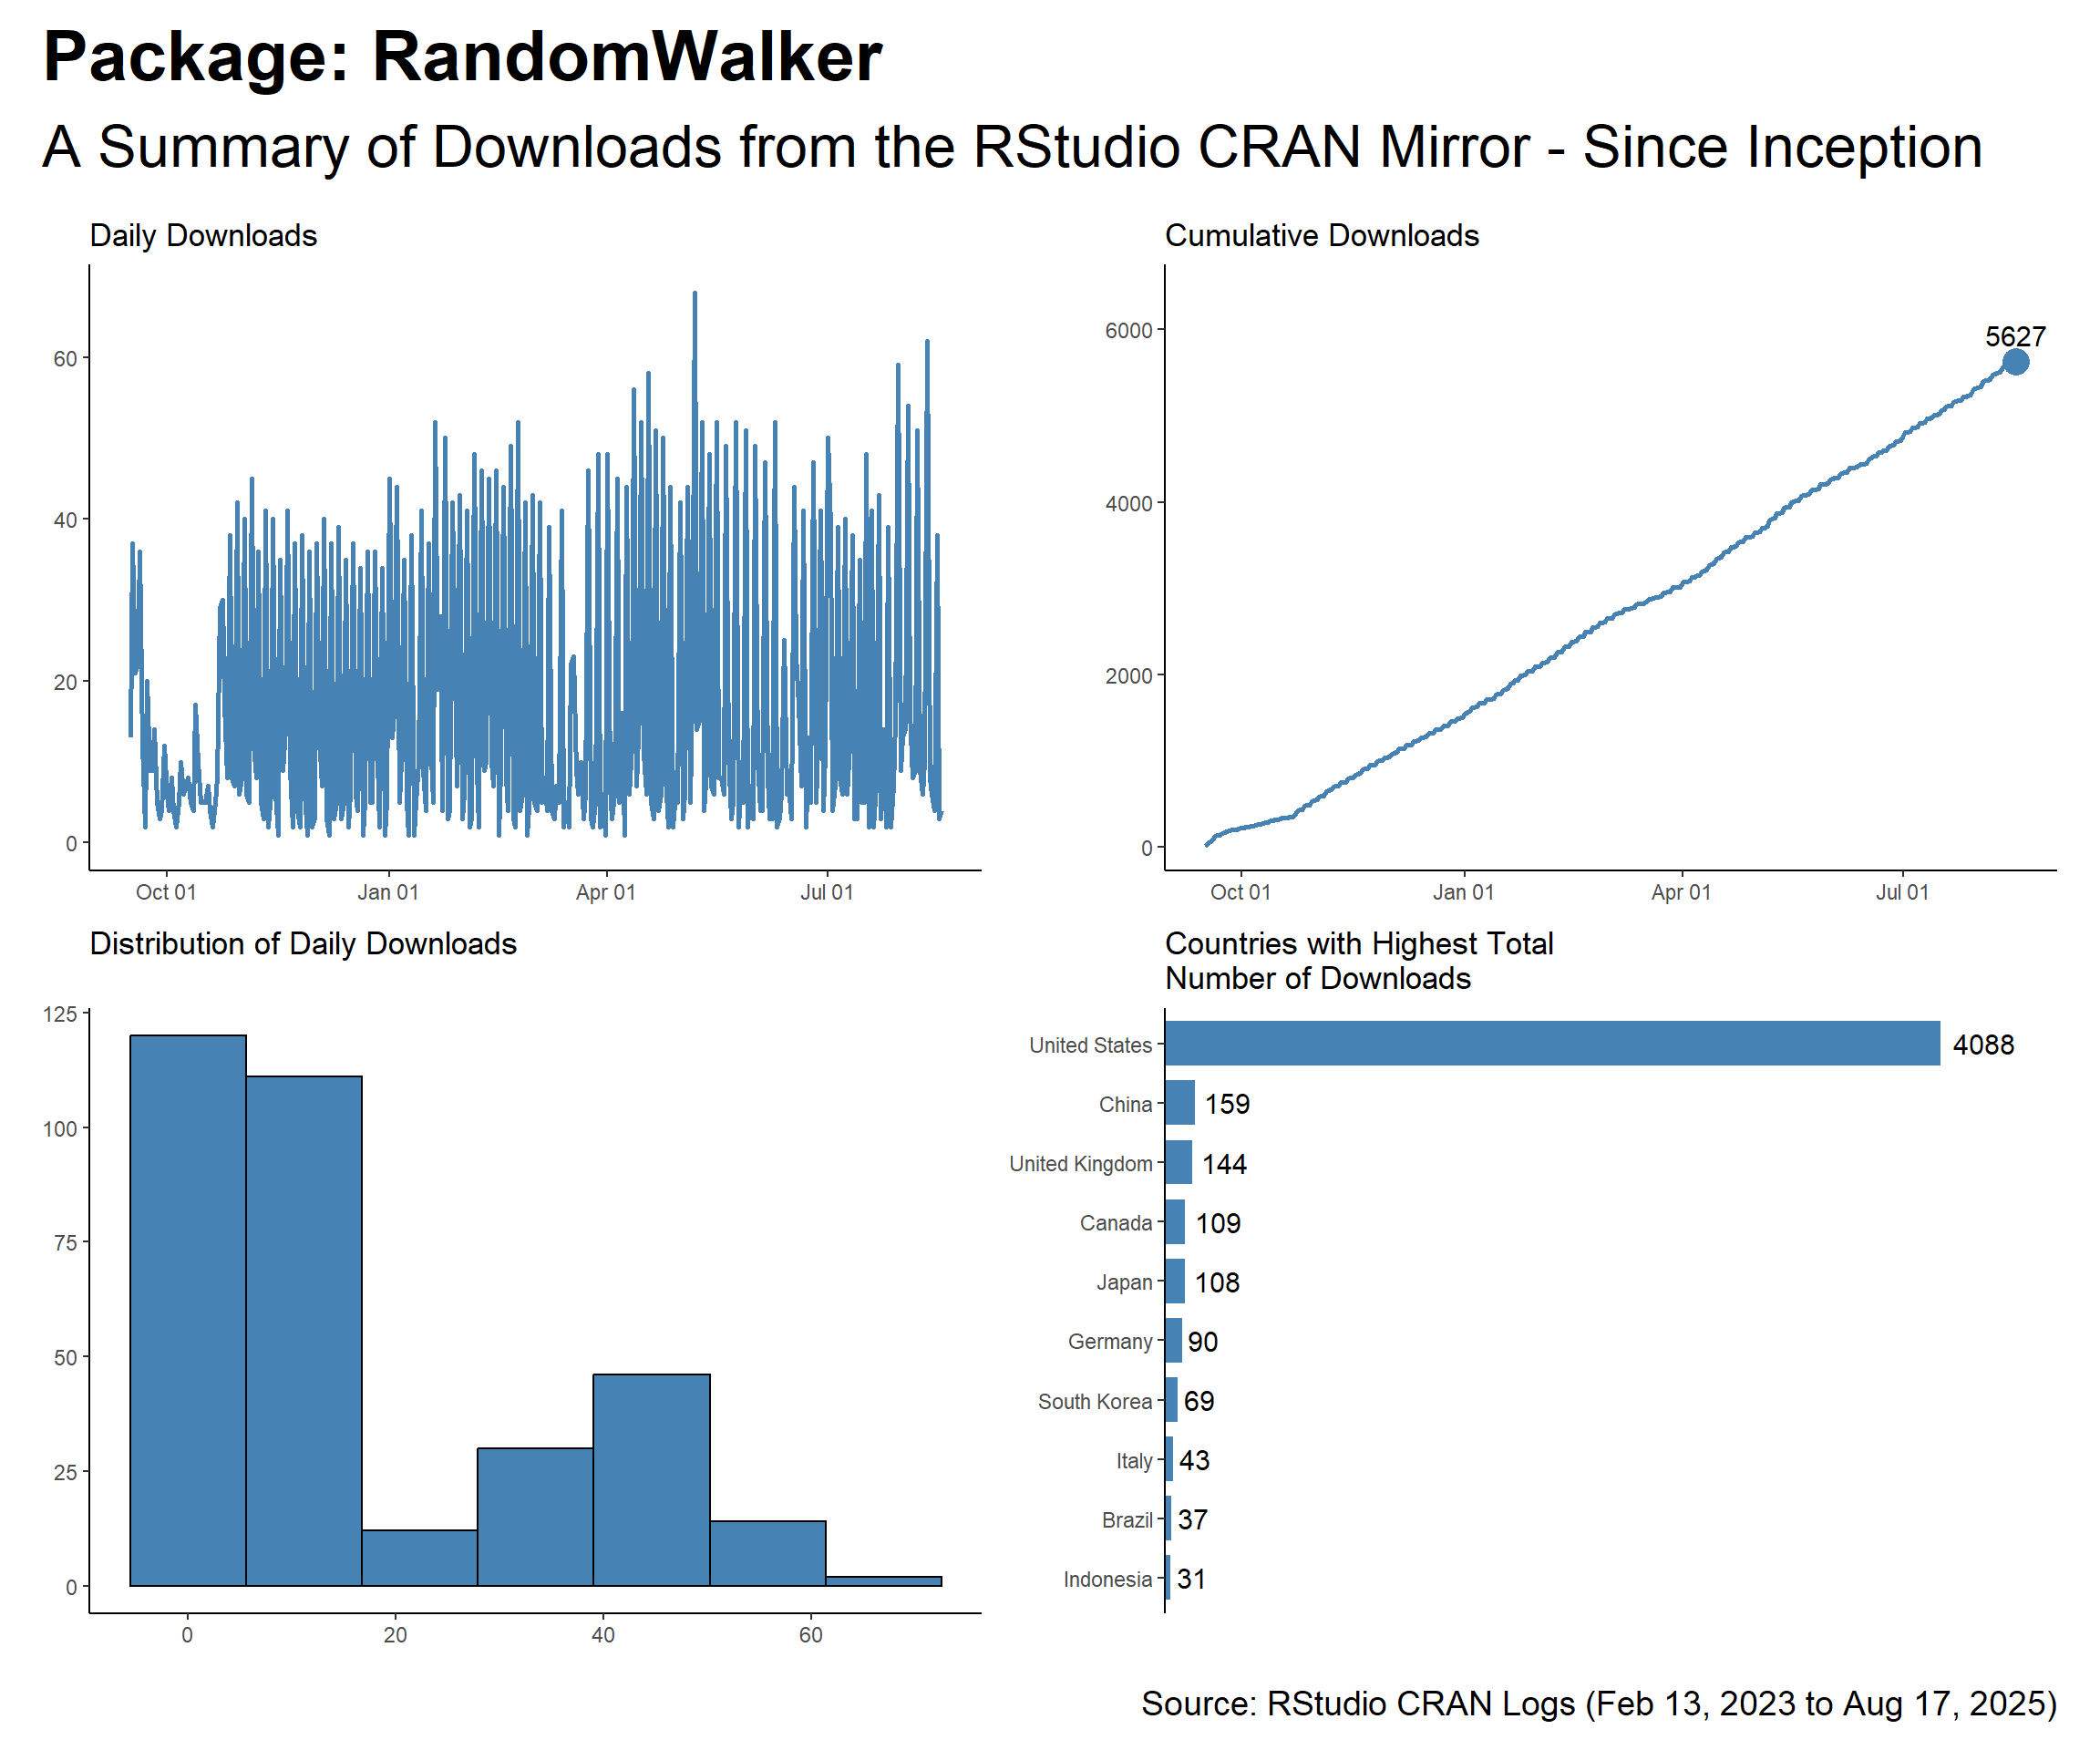 Package: RandomWalker
A Summary of Downloads from the RStudio CRAN Mirror - Since Inception
Daily Downloads
60
40
20
0
Oct 01 Jan 01 Apr 01 Jul 01
Cumulative Downloads
6000
4000
2000
0
5627
Oct 01 Jan 01 Apr 01 Jul 01
Distribution of Daily Downloads
125
100
75
50
25
0
0 20 40 60
Countries with Highest Total
Number of Downloads
United States 4088
China 159
United Kingdom 144
Canada 109
Japan 108
Germany 90
South Korea 69
Italy 43
Brazil 37
Indonesia 31
Source: RStudio CRAN Logs (Feb 13, 2023 to Aug 17, 2025)